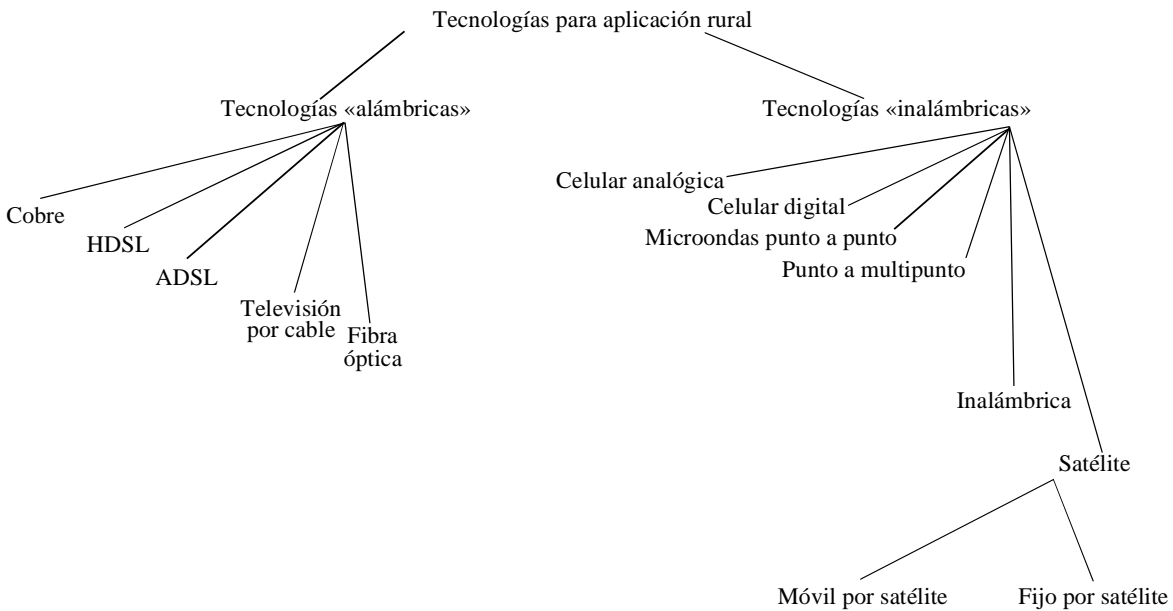 Tecnologías para aplicación rural
Tecnologías «alámbricas»
Tecnologías «inalámbricas»
Cobre
HDSL
ADSL
Televisión
por cable
Fibra
óptica
Celular analógica
Celular digital
Microondas punto a punto
Punto a multipunto
Inalámbrica
Satélite
Móvil por satélite
Fijo por satélite